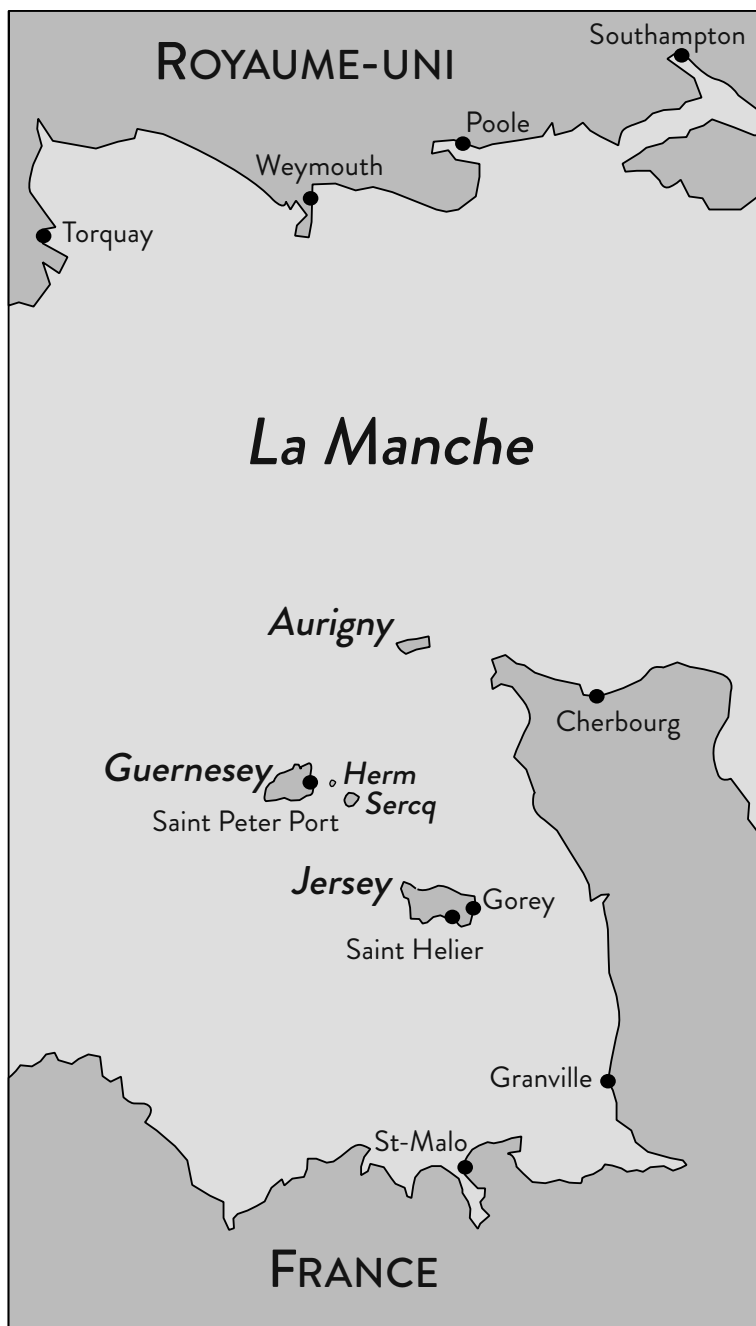 Southampton
ROYAUME-UNI
Poole
Weymouth
Torquay
La Manche
Aurigny
Cherbourg
Guernesey
Herm
Sercq
Saint Peter Port
Jersey
Gorey
Saint Helier
Granville
St-Malo
FRANCE